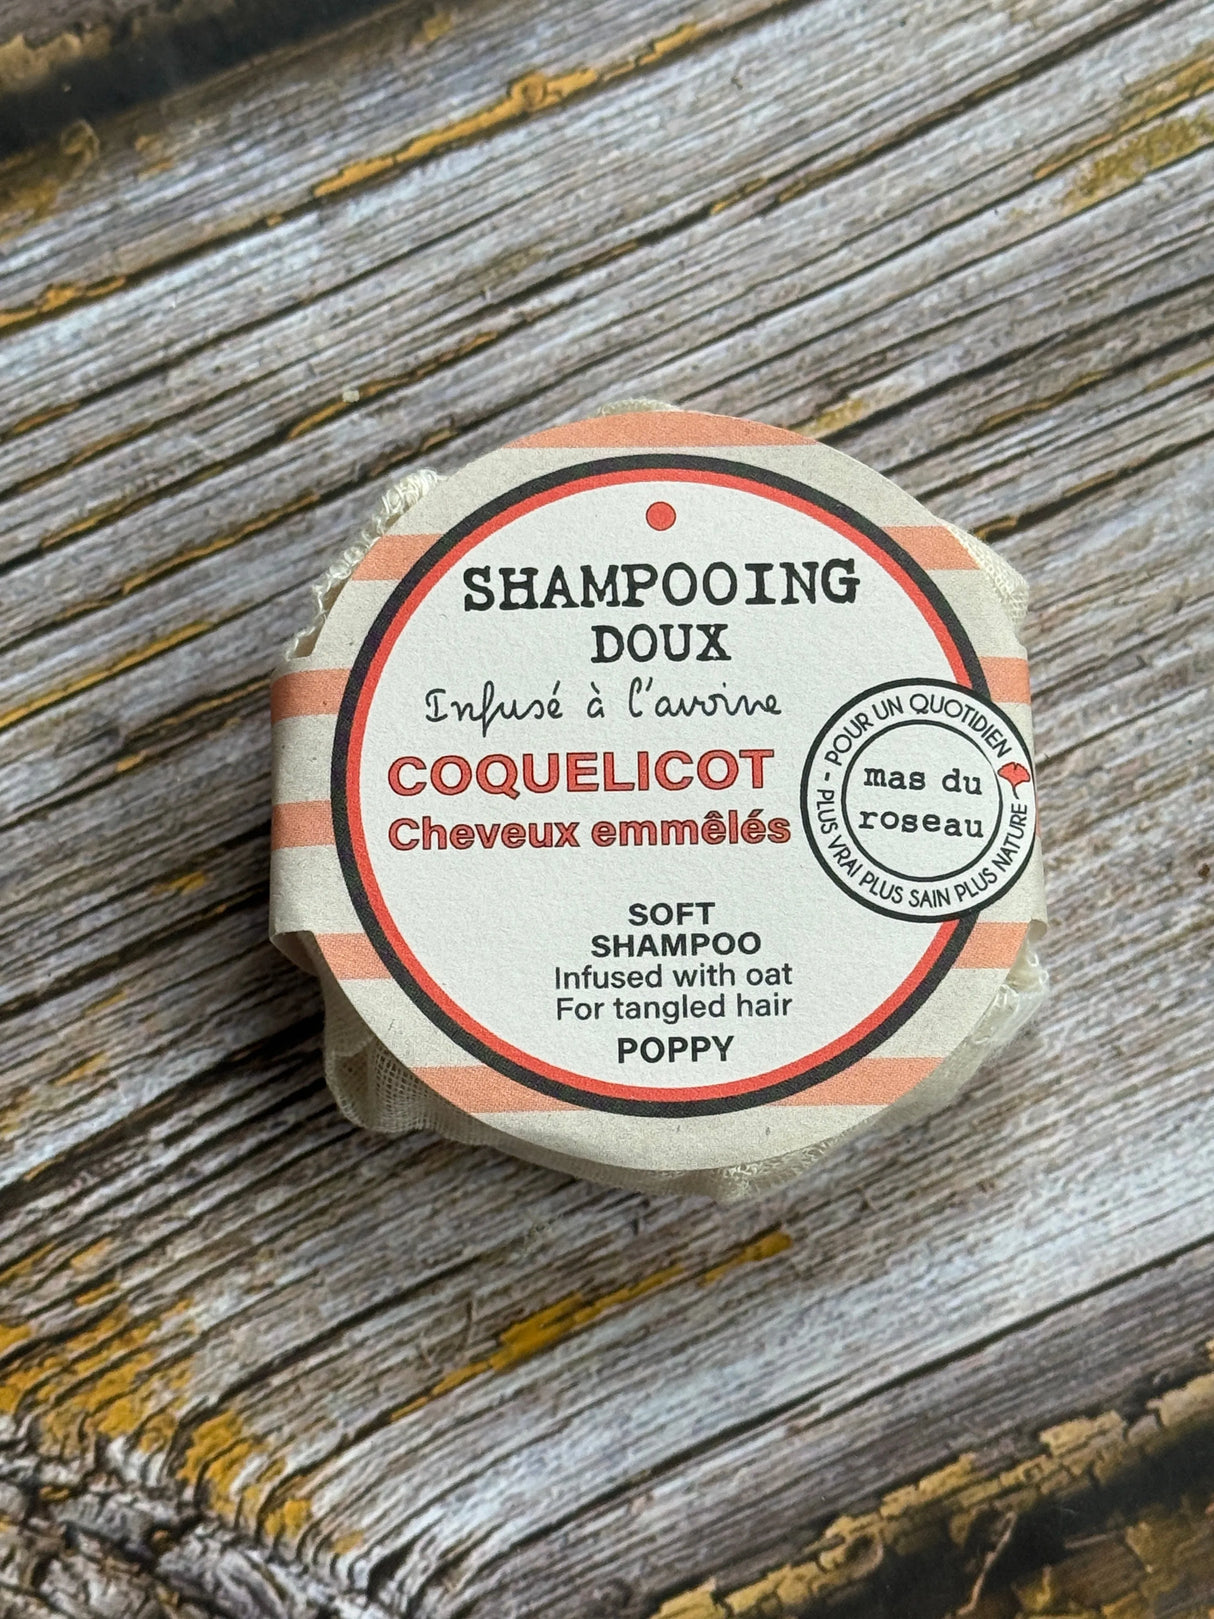 SHAMPOOING
DOUX
Infusé à l'avoine
COQUELICOT
Cheveux emmêlés
SOFT
SHAMPOO
Infused with oat
For tangled hair
POPPY
- POUR UN QUOTIDIEN
PLUS VRAI PLUS SAIN PLUS NATURE
mas du
roseau